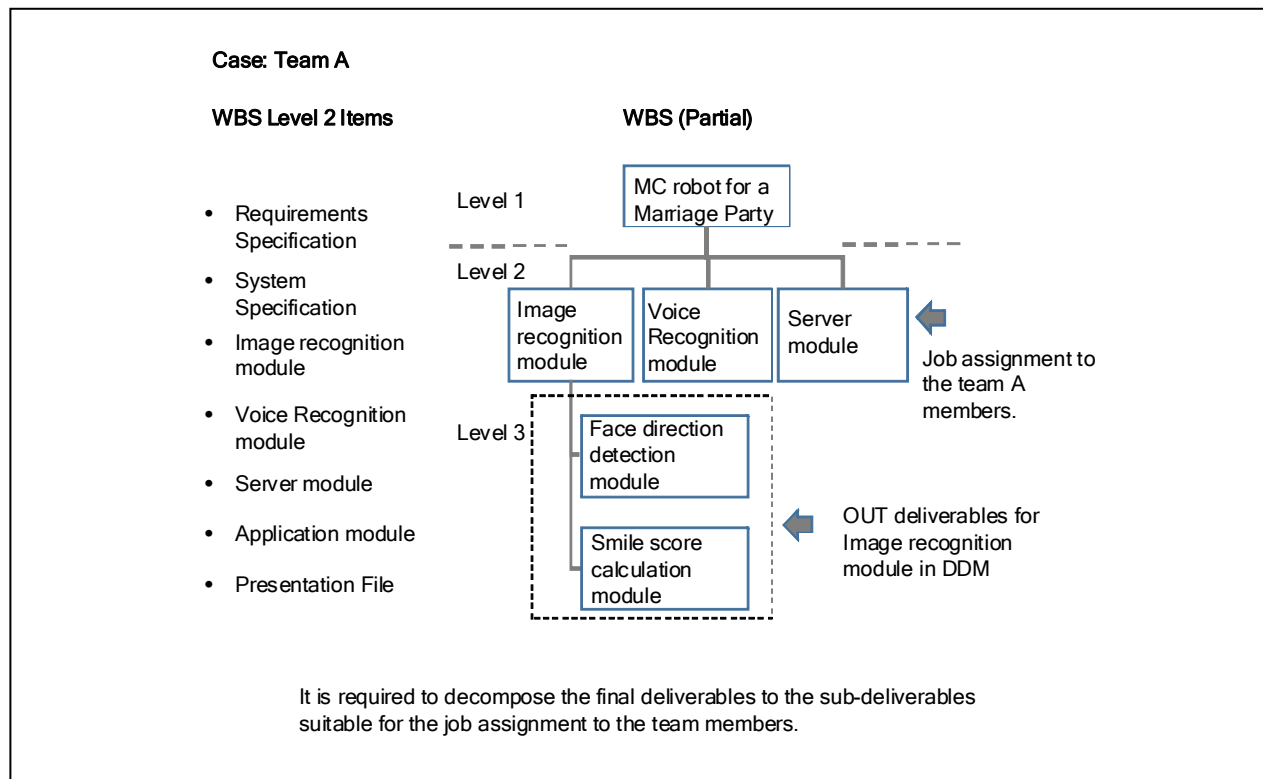 Case: Team A
WBS Level 2 Items
WBS (Partial)
• Requirements
Specification
• System
Specification
• Image recognition
module
• Voice Recognition
module
• Server module
• Application module
• Presentation File
Level 1
MC robot for a
Marriage Party
Level 2
Image
recognition
module
Voice
Recognition
module
Server
module
Job assignment to
the team A
members.
Level 3
Face direction
detection
module
Smile score
calculation
module
OUT deliverables for
Image recognition
module in DDM
It is required to decompose the final deliverables to the sub-deliverables
suitable for the job assignment to the team members.